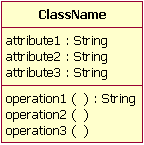 ClassName
attribute1 : String
attribute2 : String
attribute3 : String
operation1 ( ) : String
operation2 ( )
operation3 ( )